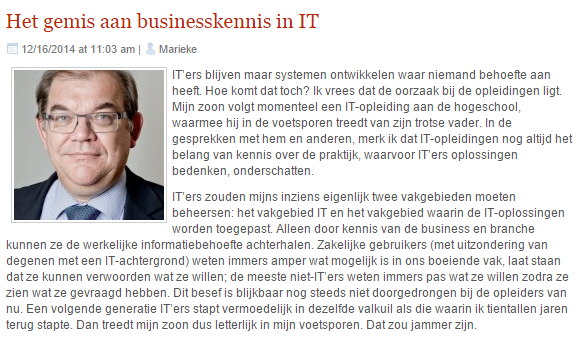 Het gemis aan businesskennis in IT
12/16/2014 at 11:03 am | Marieke
IT’ers blijven maar systemen ontwikkelen waar niemand behoefte aan
heeft. Hoe komt dat toch? Ik vrees dat de oorzaak bij de opleidingen ligt.
Mijn zoon volgt momenteel een IT-opleiding aan de hogeschool,
waarmee hij in de voetsporen treedt van zijn trotse vader. In de
gesprekken met hem en anderen, merk ik dat IT-opleidingen nog altijd het
belang van kennis over de praktijk, waarvoor IT’ers oplossingen
bedenken, onderschatten.
IT’ers zouden mijns inziens eigenlijk twee vakgebieden moeten
beheersen: het vakgebied IT en het vakgebied waarin de IT-oplossingen
worden toegepast. Alleen door kennis van de business en branche
kunnen ze de werkelijke informatiebehoefte achterhalen. Zakelijke gebruikers (met uitzondering van
degenen met een IT-achtergrond) weten immers amper wat mogelijk is in ons boeiende vak, laat staan
dat ze kunnen verwoorden wat ze willen; de meeste niet-IT’ers weten immers pas wat ze willen zodra ze
zien wat ze gevraagd hebben. Dit besef is blijkbaar nog steeds niet doorgedrongen bij de opleiders van
nu. Een volgende generatie IT’ers stapt vermoedelijk in dezelfde valkuil als die waarin ik tientallen jaren
terug stapte. Dan treedt mijn zoon dus letterlijk in mijn voetsporen. Dat zou jammer zijn.